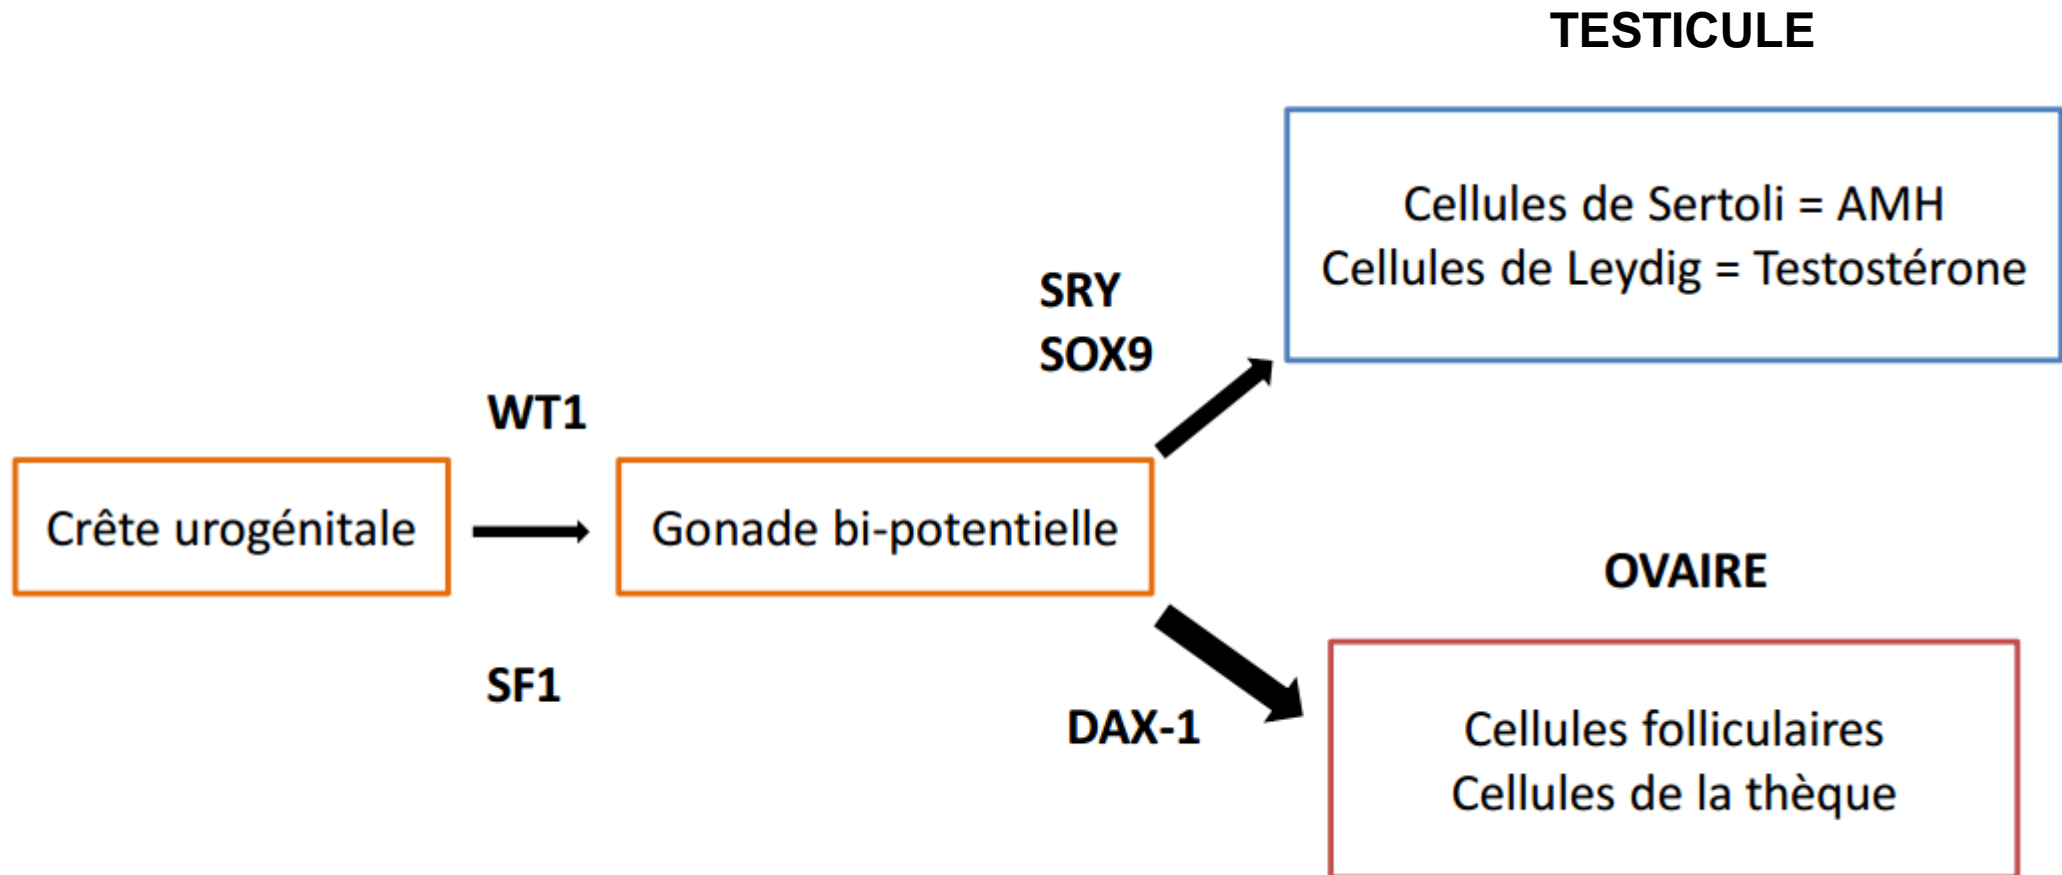 TESTICULE
Cellules de Sertoli = AMH
Cellules de Leydig = Testostérone
SRY
SOX9
WT1
Crête urogénitale
Gonade bi-potentielle
SF1
OVAIRE
DAX-1
Cellules folliculaires
Cellules de la thèque